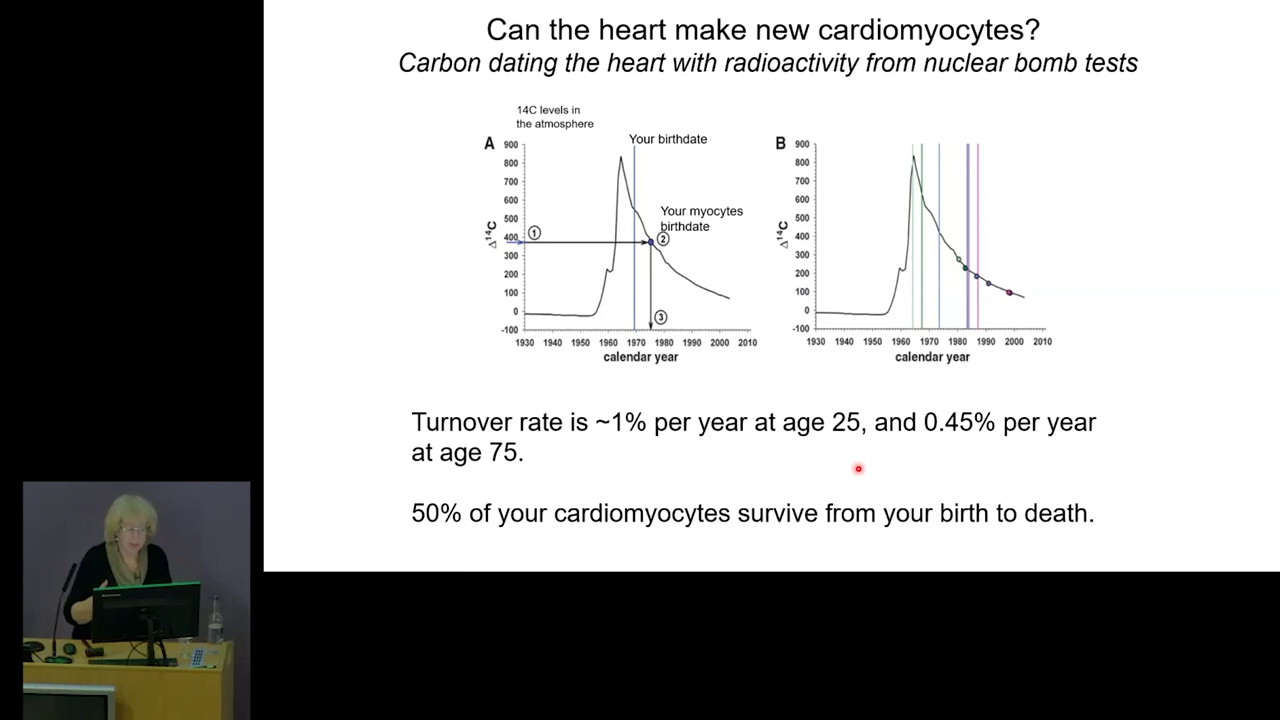 Can the heart make new cardiomyocytes?
Carbon dating the heart with radioactivity from nuclear bomb tests
14C levels in
the atmosphere
A
Your birthdate
Your myocytes
birthdate
900
800
700
600
500
400
300
200
100
0
-100
Δ14C
1
2
3
1930 1940 1950 1960 1970 1980 1990 2000 2010
calendar year
B
900
800
700
600
500
400
300
200
100
0
-100
Δ14C
1930 1940 1950 1960 1970 1980 1990 2000 2010
calendar year
Turnover rate is ~1% per year at age 25, and 0.45% per year
at age 75.
50% of your cardiomyocytes survive from your birth to death.